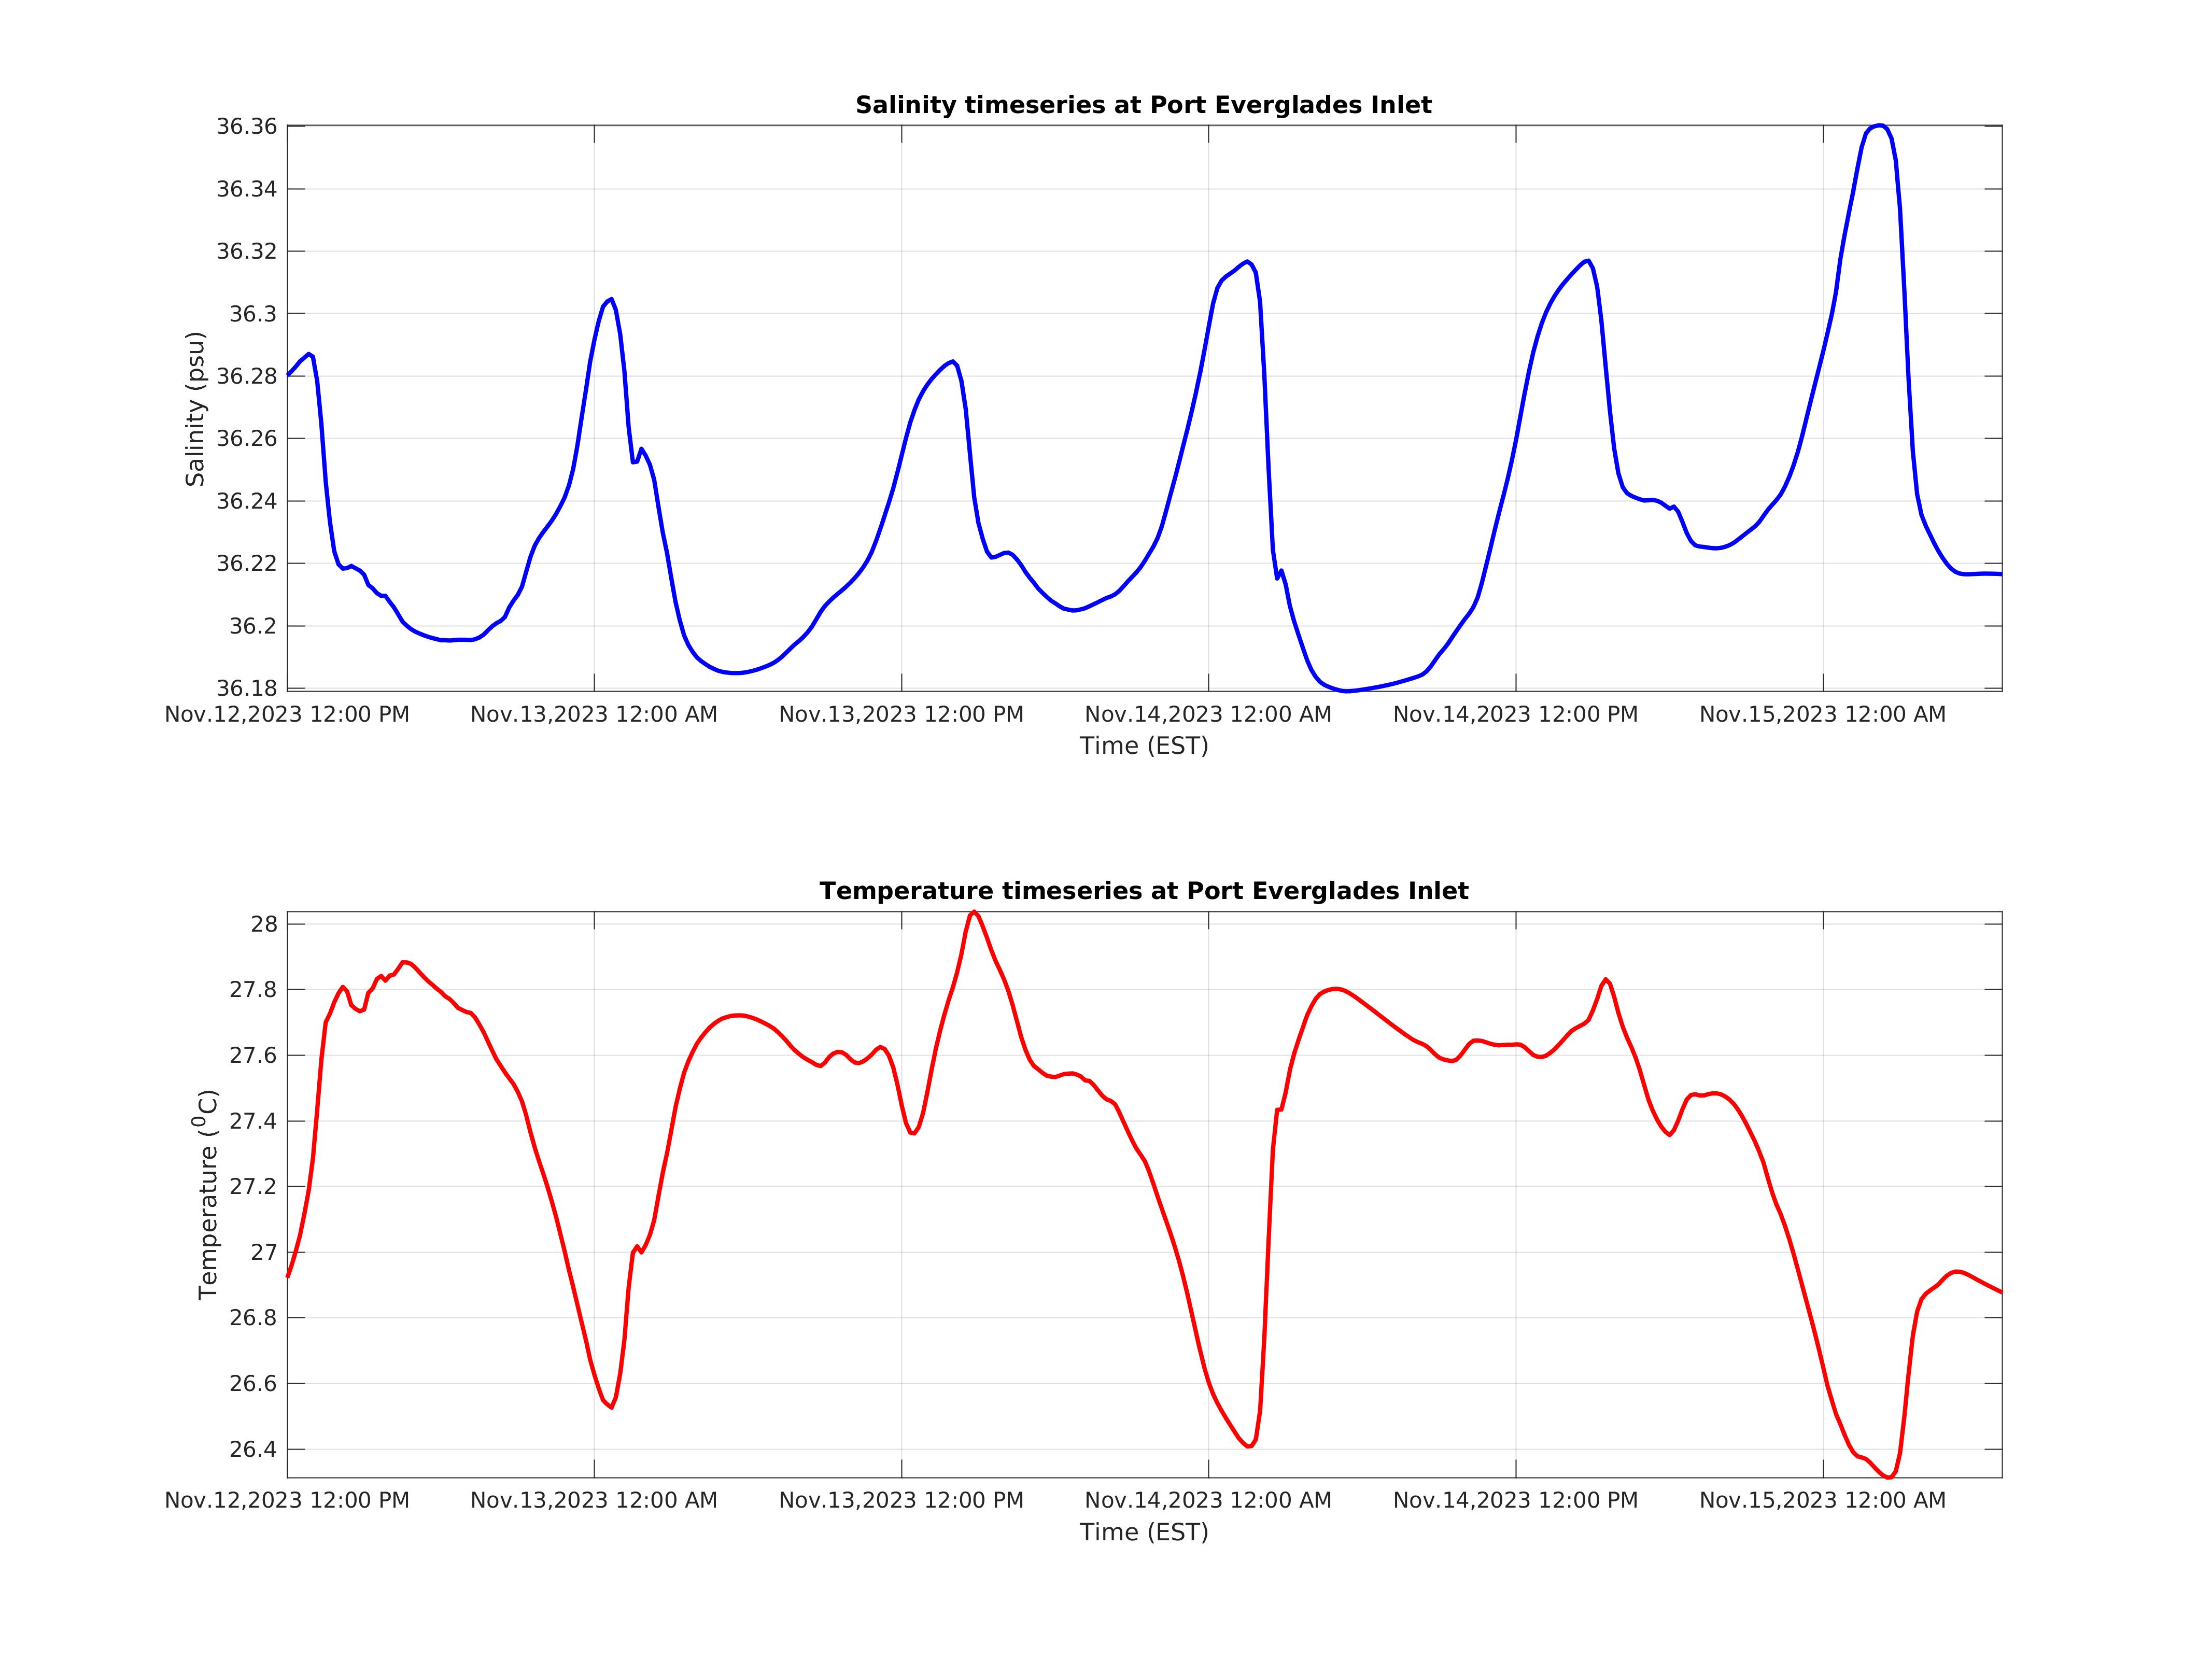 Salinity timeseries at Port Everglades Inlet
36.36
36.34
36.32
36.3
36.28
36.26
36.24
36.22
36.2
36.18
Salinity (psu)
Nov.12,2023 12:00 PM Nov.13,2023 12:00 AM Nov.13,2023 12:00 PM Nov.14,2023 12:00 AM Nov.14,2023 12:00 PM Nov.15,2023 12:00 AM
Time (EST)
Temperature timeseries at Port Everglades Inlet
28
27.8
27.6
27.4
27.2
27
26.8
26.6
26.4
Temperature (⁰C)
Nov.12,2023 12:00 PM Nov.13,2023 12:00 AM Nov.13,2023 12:00 PM Nov.14,2023 12:00 AM Nov.14,2023 12:00 PM Nov.15,2023 12:00 AM
Time (EST)